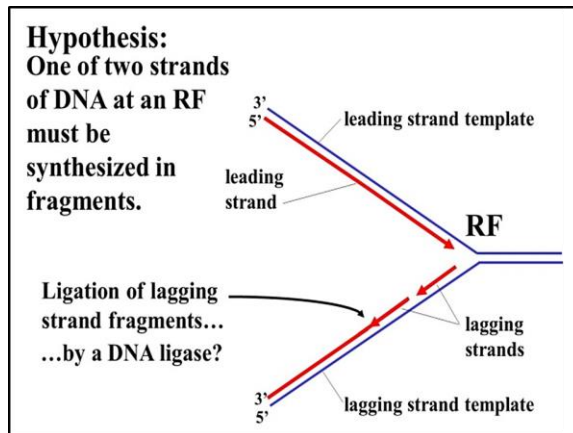 Hypothesis:
One of two strands
of DNA at an RF
must be
synthesized in
fragments.
3’
5’
leading strand template
leading
strand
RF
Ligation of lagging
strand fragments…
…by a DNA ligase?
lagging
strands
3’
5’
lagging strand template